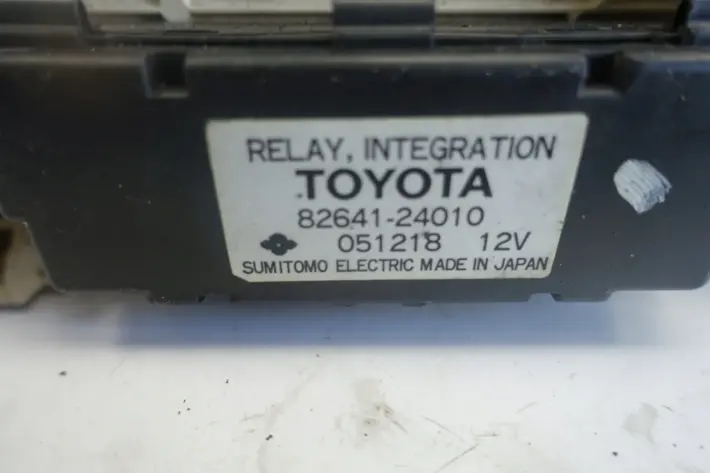 RELAY, INTEGRATION
TOYOTA
82641-24010
051218 12V
SUMITOMO ELECTRIC MADE IN JAPAN